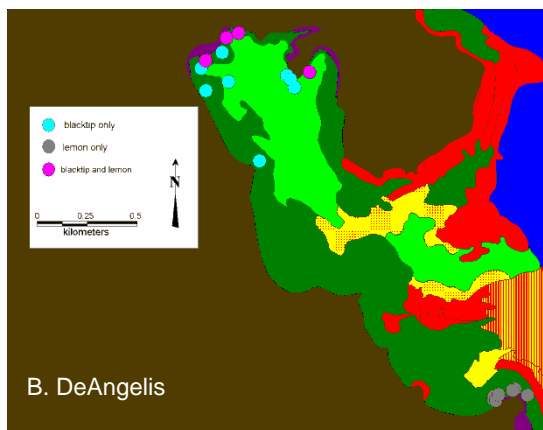 blacktip only
lemon only
blacktip and lemon
N
0 0.25 0.5
kilometers
B. DeAngelis